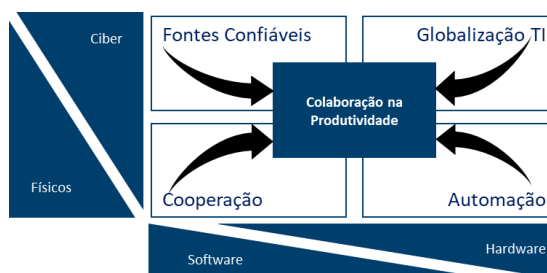 Ciber
Fontes Confiáveis
Globalização TI
Colaboração na
Produtividade
Físicos
Cooperação
Automação
Software
Hardware